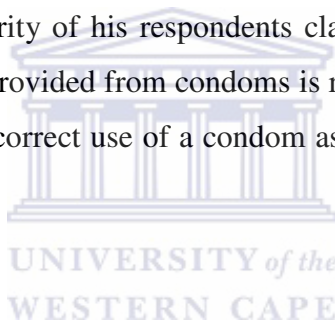 rity of his respondents cla
rovided from condoms is
correct use of a condom as
UNIVERSITY of the
WESTERN CAPE